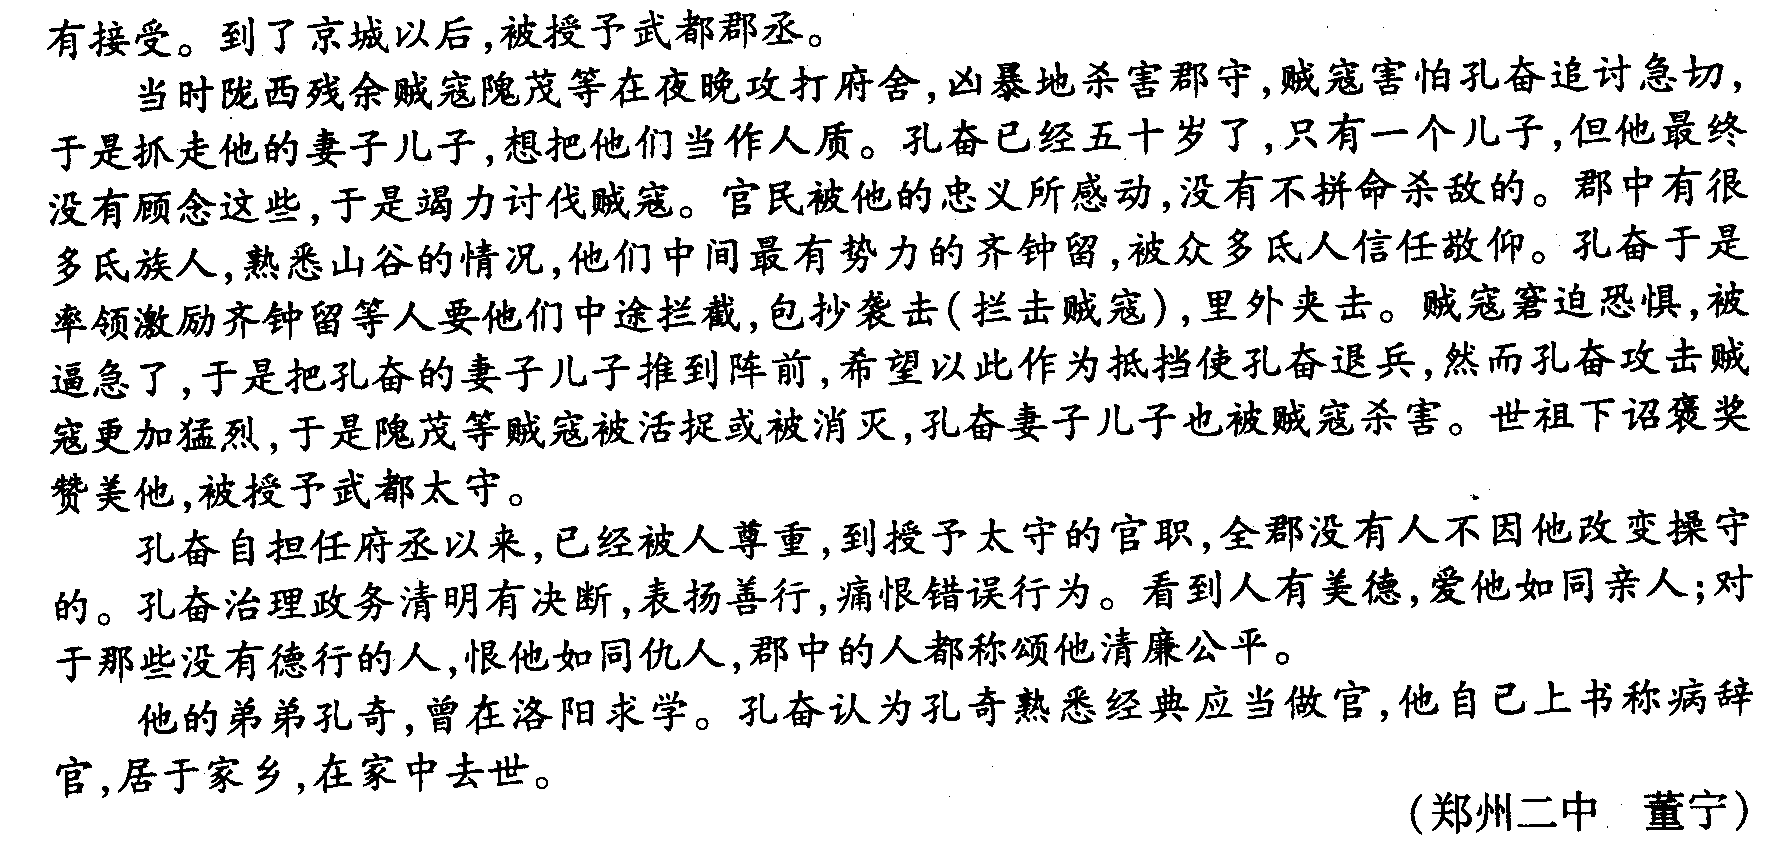 有接受。到了京城以后,被授予武都郡丞。
当时陇西残余贼寇隗茂等在夜晚攻打府舍,凶暴地杀害郡守,贼寇害怕孔奋追讨急切,
于是抓走他的妻子儿子,想把他们当作人质。孔奋已经五十岁了,只有一个儿子,但他最终
没有顾念这些,于是竭力讨伐贼寇。官民被他的忠义所感动,没有不拼命杀敌的。郡中有很
多氐族人,熟悉山谷的情况,他们中间最有势力的齐钟留,被众多氐人信任敬仰。孔奋于是
率领激励齐钟留等人要他们中途拦截,包抄袭击(拦击贼寇),里外夹击。贼寇窘迫恐惧,被
逼急了,于是把孔奋的妻子儿子推到阵前,希望以此作为抵挡使孔奋退兵,然而孔奋攻击贼
寇更加猛烈,于是隗茂等贼寇被活捉或被消灭,孔奋妻子儿子也被贼寇杀害。世祖下诏褒奖
赞美他,被授予武都太守。
孔奋自担任府丞以来,已经被人尊重,到授予太守的官职,全郡没有人不因他改变操守
的。孔奋治理政务清明有决断,表扬善行,痛恨错误行为。看到人有美德,爱他如同亲人;对
于那些没有德行的人,恨他如同仇人,郡中的人都称颂他清廉公平。
他的弟弟孔奇,曾在洛阳求学。孔奋认为孔奇熟悉经典应当做官,他自己上书称病辞
官,居于家乡,在家中去世。
(郑州二中 董宁)